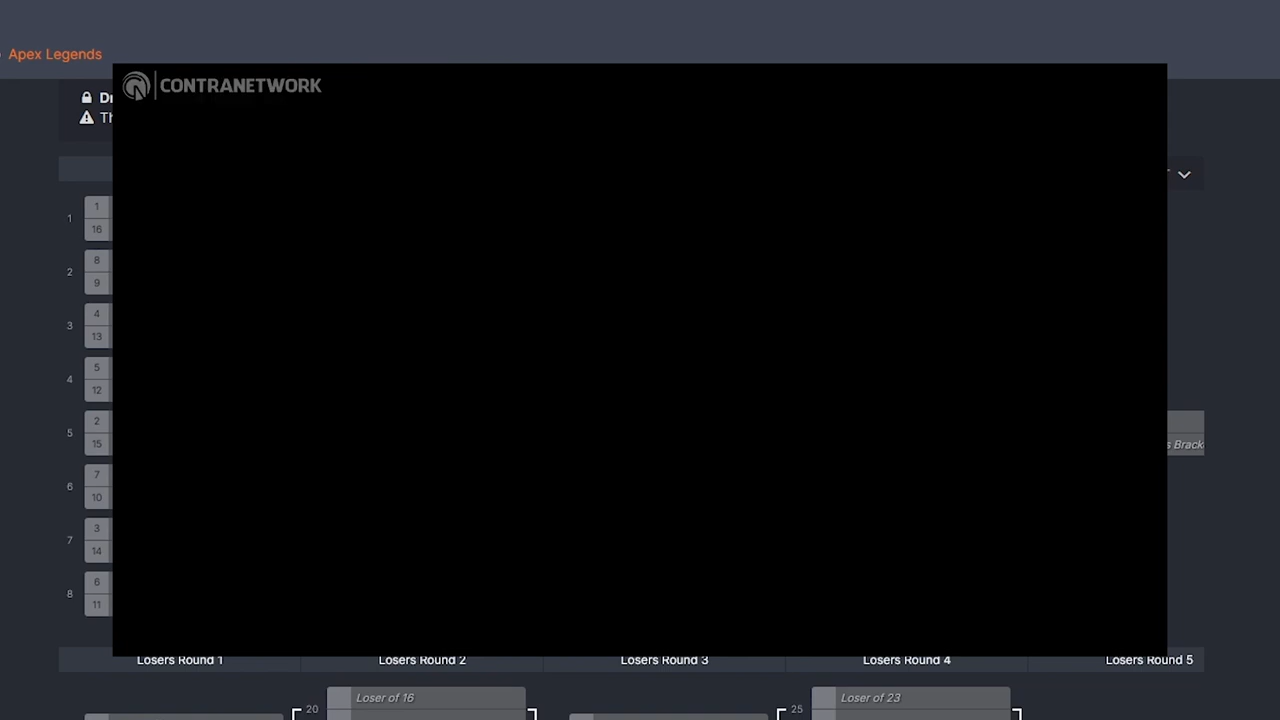 Apex Legends
CONTRANETWORK
1
1
16
2
8
9
3
4
13
4
5
12
5
2
15
6
7
10
7
3
14
8
6
11
Losers Round 1
Losers Round 2
Losers Round 3
Losers Round 4
Losers Round 5
20
Loser of 16
25
Loser of 23